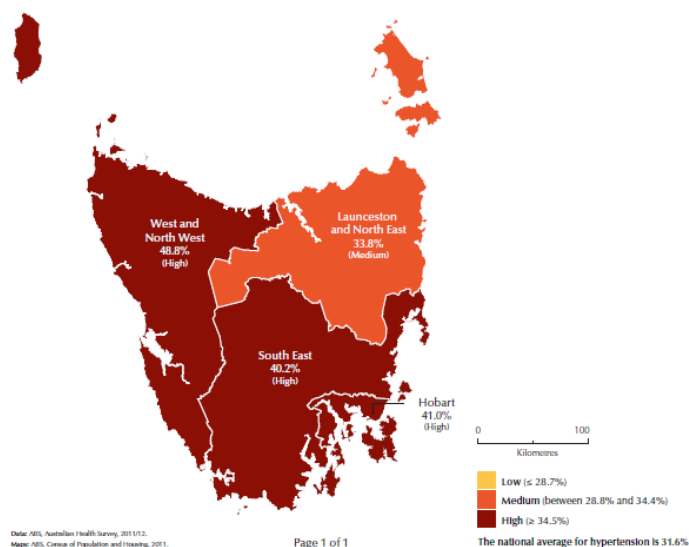 West and
North West
48.8%
(High)
Launceston
and North East
33.8%
(Medium)
South East
40.2%
(High)
Hobart
41.0%
(High)
0 100
Kilometres
Low (≤ 28.7%)
Medium (between 28.8% and 34.4%)
High (≥ 34.5%)
Data: ABS, Australian Health Survey, 2011/12.
Maps: ABS, Census of Population and Housing, 2011.
Page 1 of 1
The national average for hypertension is 31.6%